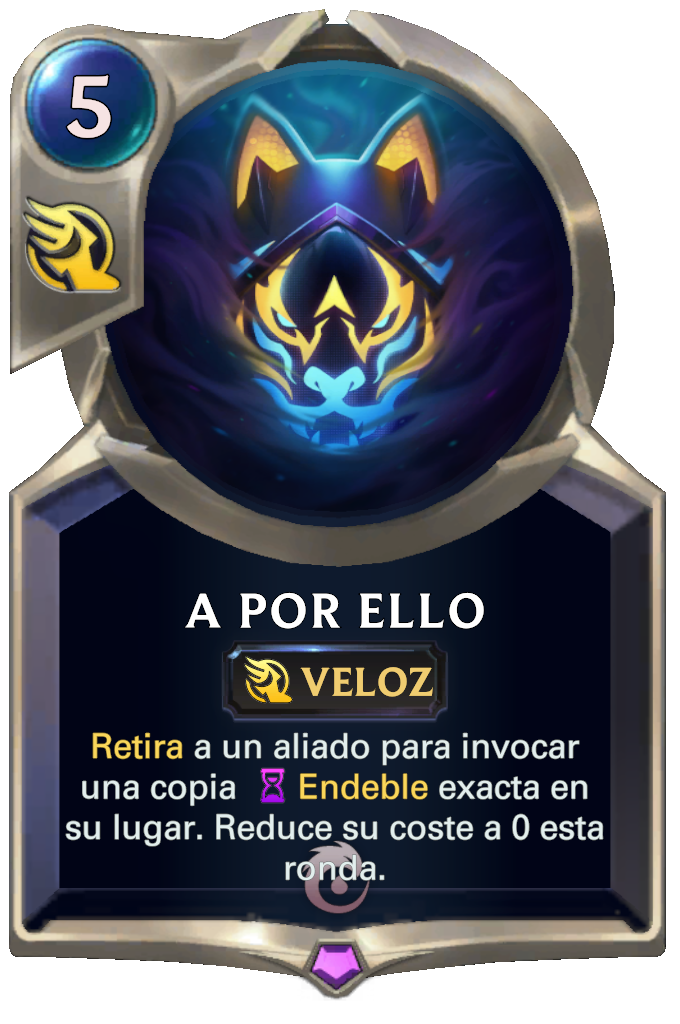 5
A POR ELLO
VELOZ
Retira a un aliado para invocar
una copia Endeble exacta en
su lugar. Reduce su coste a 0 esta
ronda.